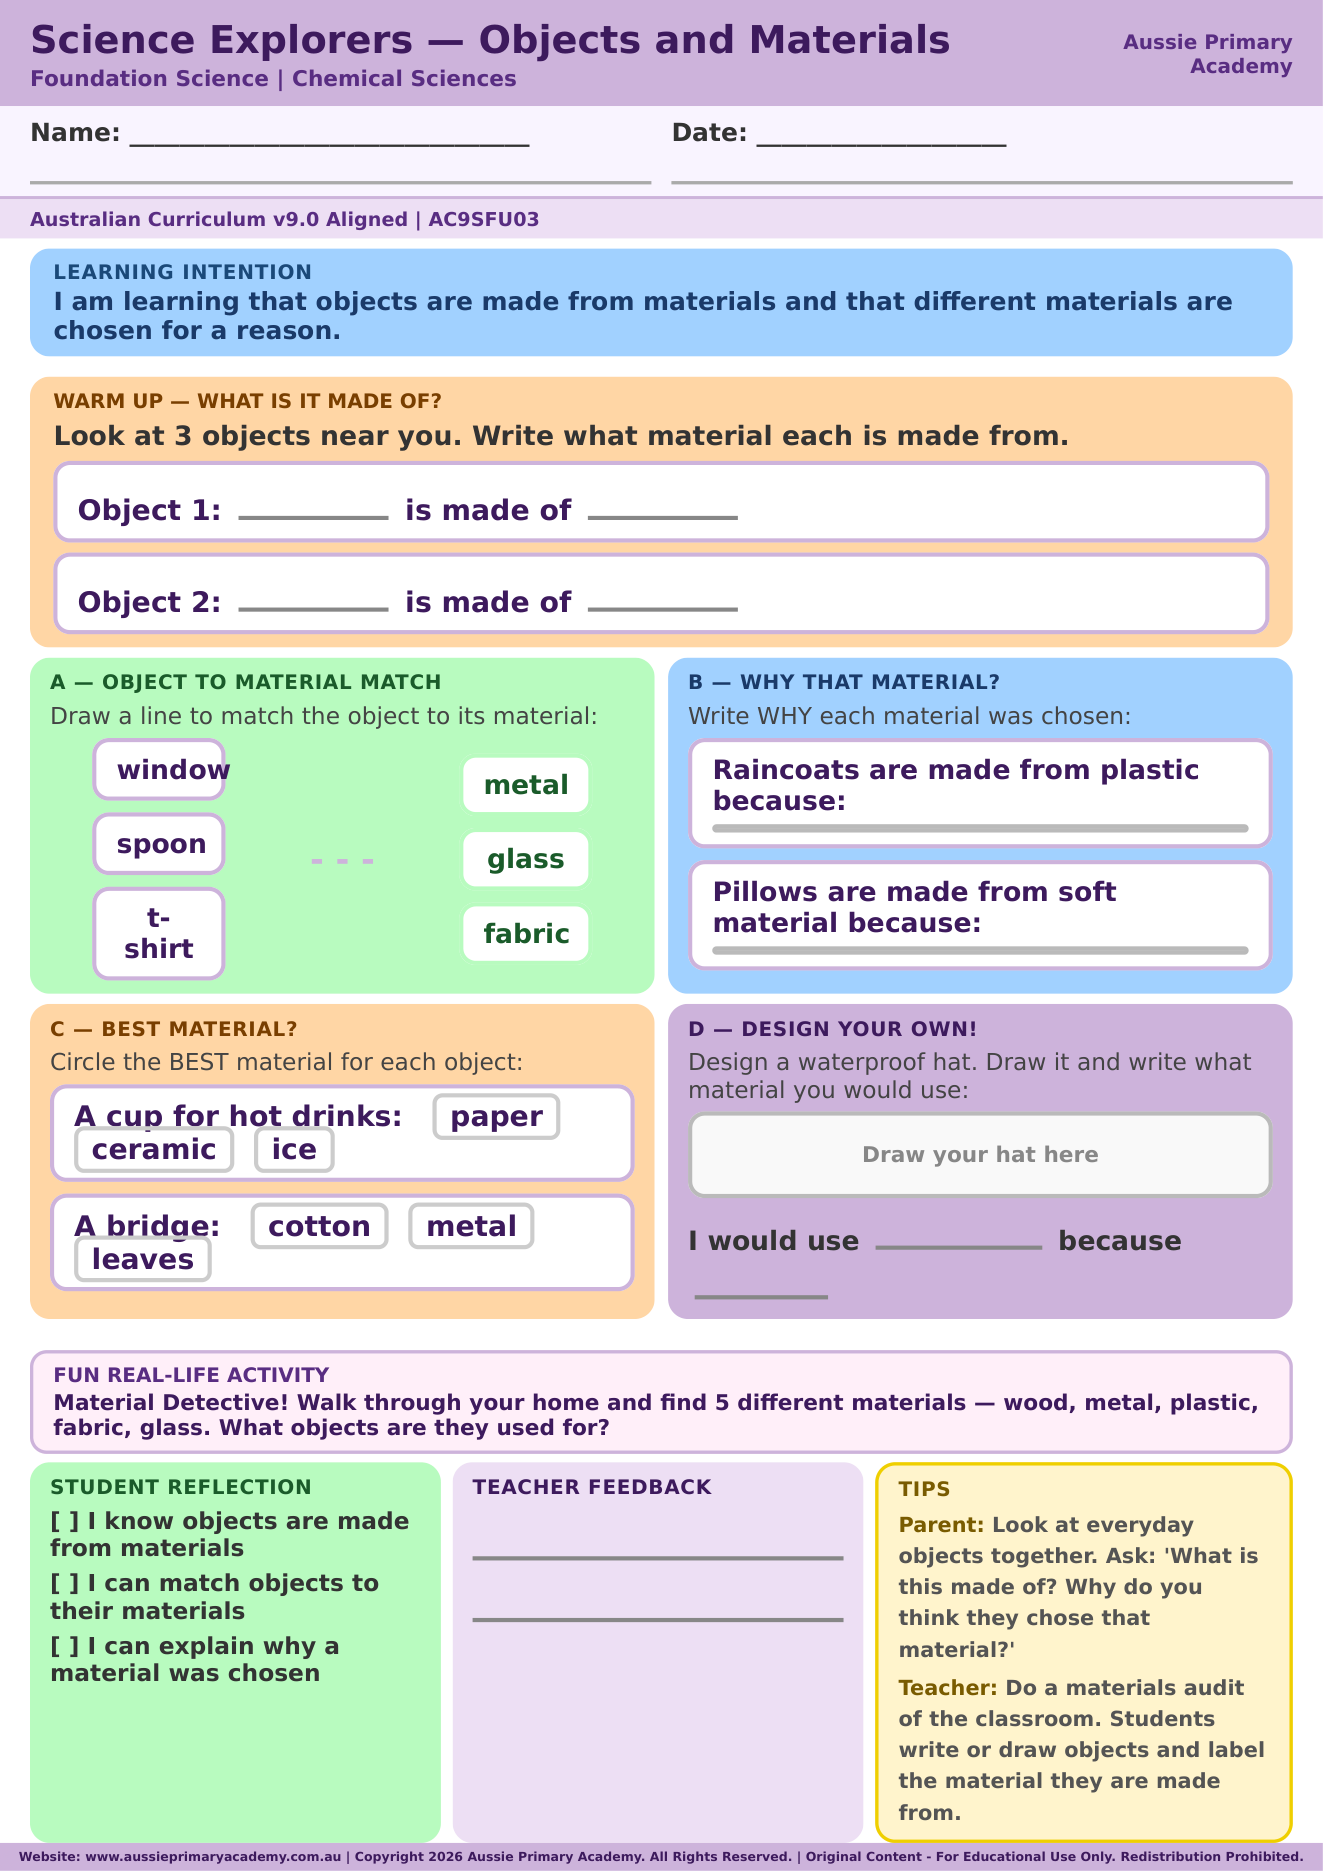 Science Explorers — Objects and Materials
Foundation Science | Chemical Sciences
Aussie Primary
Academy
Name: ______________________________
Date: ___________________
Australian Curriculum v9.0 Aligned | AC9SFU03
LEARNING INTENTION
I am learning that objects are made from materials and that different materials are
chosen for a reason.
WARM UP — WHAT IS IT MADE OF?
Look at 3 objects near you. Write what material each is made from.
Object 1: __________ is made of __________
Object 2: __________ is made of __________
A — OBJECT TO MATERIAL MATCH
Draw a line to match the object to its material:
window
spoon
t-
shirt
- - -
metal
glass
fabric
B — WHY THAT MATERIAL?
Write WHY each material was chosen:
Raincoats are made from plastic
because:
Pillows are made from soft
material because:
C — BEST MATERIAL?
Circle the BEST material for each object:
A cup for hot drinks: paper
ceramic ice
A bridge: cotton metal
leaves
D — DESIGN YOUR OWN!
Design a waterproof hat. Draw it and write what
material you would use:
Draw your hat here
I would use ___________ because
_________
FUN REAL-LIFE ACTIVITY
Material Detective! Walk through your home and find 5 different materials — wood, metal, plastic,
fabric, glass. What objects are they used for?
STUDENT REFLECTION
[ ] I know objects are made
from materials
[ ] I can match objects to
their materials
[ ] I can explain why a
material was chosen
TEACHER FEEDBACK
TIPS
Parent: Look at everyday
objects together. Ask: 'What is
this made of? Why do you
think they chose that
material?'
Teacher: Do a materials audit
of the classroom. Students
write or draw objects and label
the material they are made
from.
Website: www.aussieprimaryacademy.com.au | Copyright 2026 Aussie Primary Academy. All Rights Reserved. | Original Content - For Educational Use Only. Redistribution Prohibited.